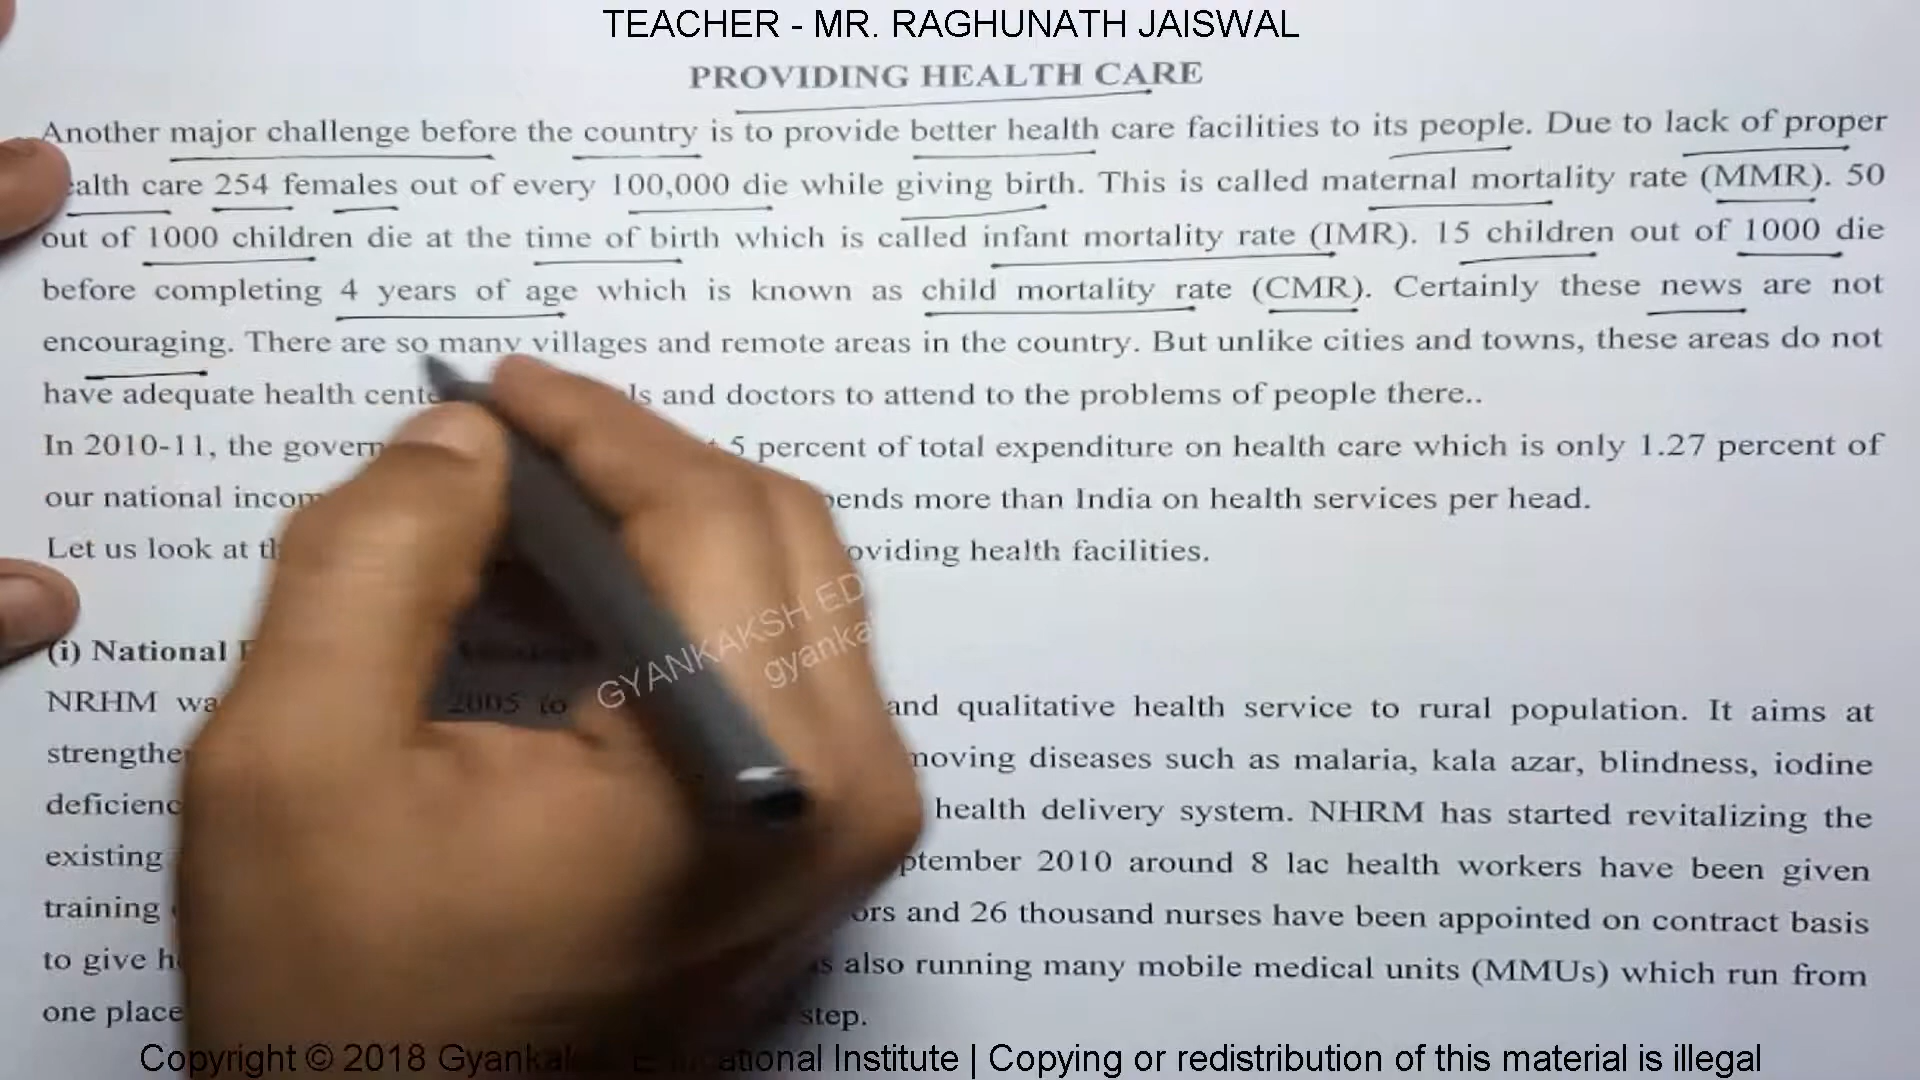 TEACHER - MR. RAGHUNATH JAISWAL
PROVIDING HEALTH CARE
Another major challenge before the country is to provide better health care facilities to its people. Due to lack of proper
ealth care 254 females out of every 100,000 die while giving birth. This is called maternal mortality rate (MMR). 50
out of 1000 children die at the time of birth which is called infant mortality rate (IMR). 15 children out of 1000 die
before completing 4 years of age which is known as child mortality rate (CMR). Certainly these news are not
encouraging. There are so many villages and remote areas in the country. But unlike cities and towns, these areas do not
have adequate health cente ls and doctors to attend to the problems of people there..
In 2010-11, the govern 5 percent of total expenditure on health care which is only 1.27 percent of
our national incom pends more than India on health services per head.
Let us look at th oviding health facilities.
(i) National
NRHM wa 2005 to and qualitative health service to rural population. It aims at
strengthe moving diseases such as malaria, kala azar, blindness, iodine
deficienc health delivery system. NHRM has started revitalizing the
existing ptember 2010 around 8 lac health workers have been given
training ors and 26 thousand nurses have been appointed on contract basis
to give h s also running many mobile medical units (MMUs) which run from
one place step.
GYANKAKSH ED
gyanka
Copyright © 2018 Gyankak E ational Institute | Copying or redistribution of this material is illegal